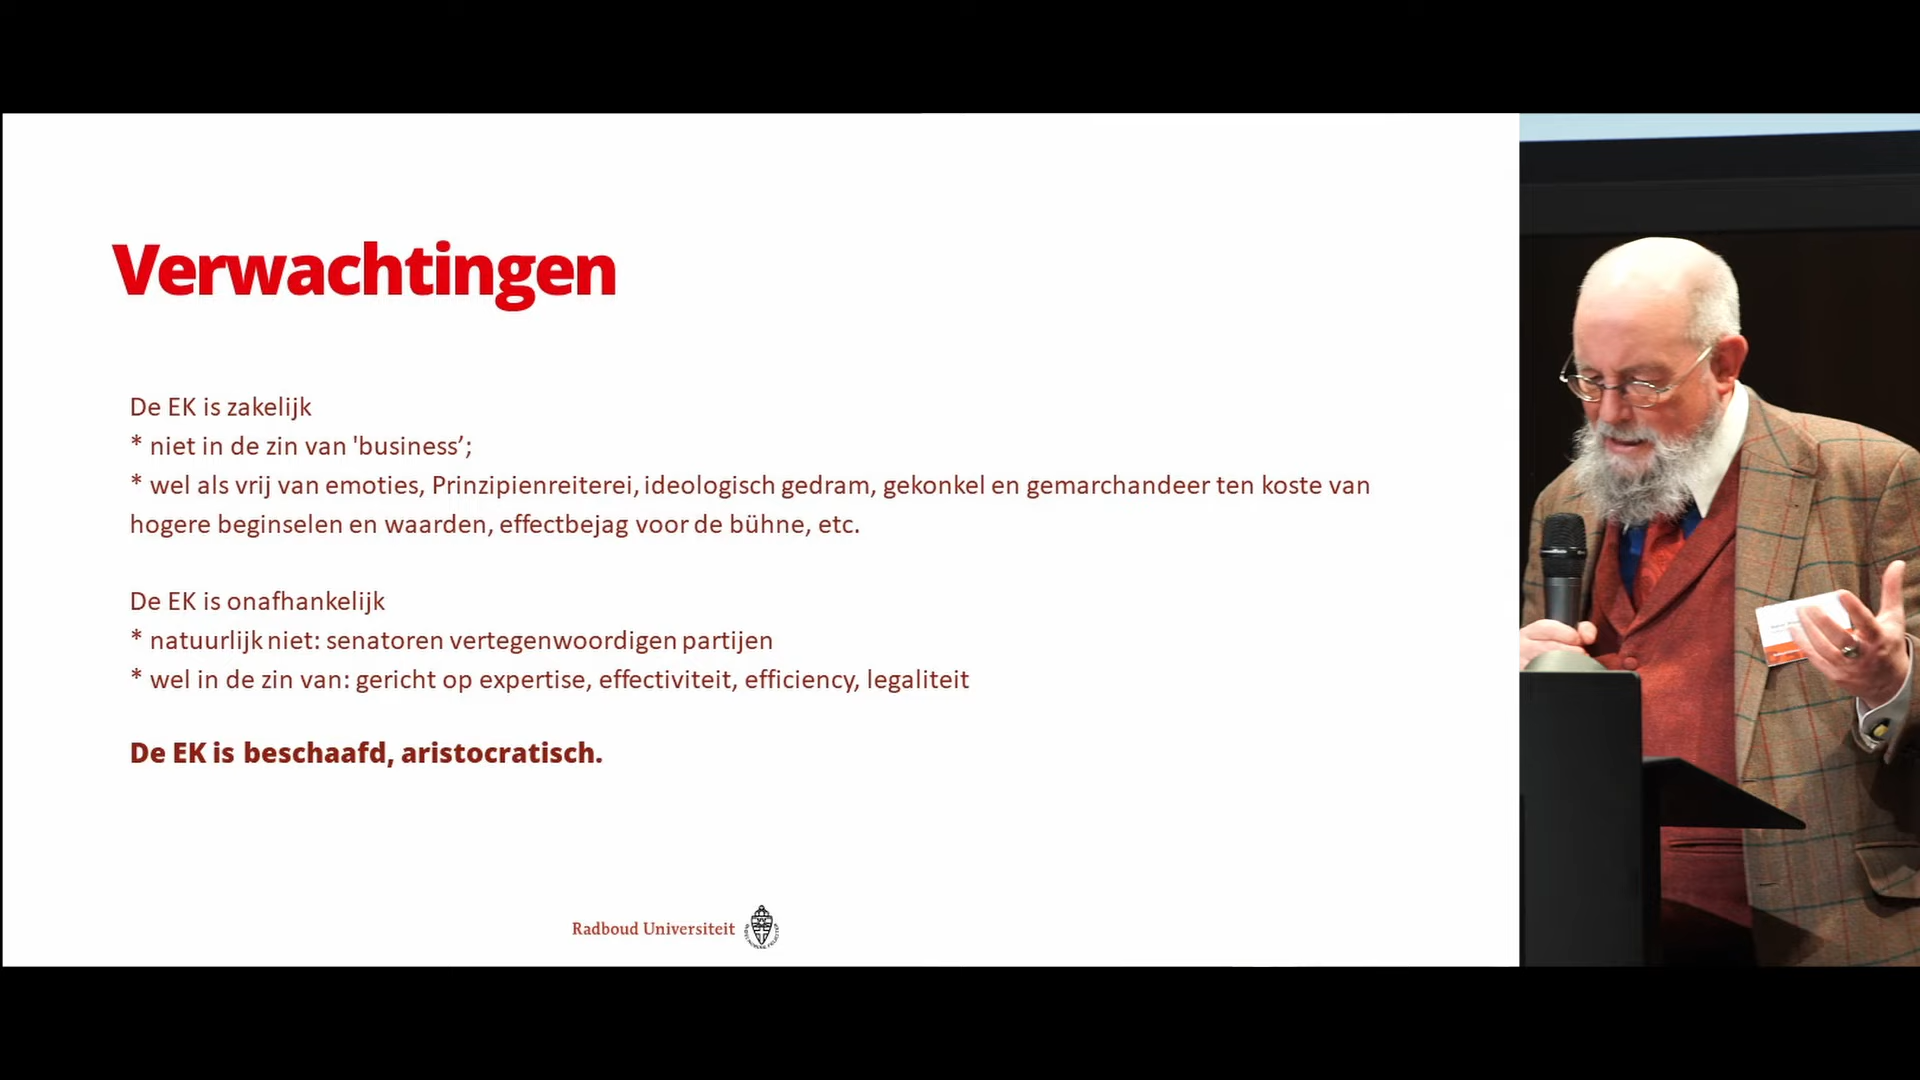 Verwachtingen
De EK is zakelijk
* niet in de zin van 'business’;
* wel als vrij van emoties, Prinzipienreiterei, ideologisch gedram, gekonkel en gemarchandeer ten koste van
hogere beginselen en waarden, effectbejag voor de bühne, etc.
De EK is onafhankelijk
* natuurlijk niet: senatoren vertegenwoordigen partijen
* wel in de zin van: gericht op expertise, effectiviteit, efficiency, legaliteit
De EK is beschaafd, aristocratisch.
Radboud Universiteit